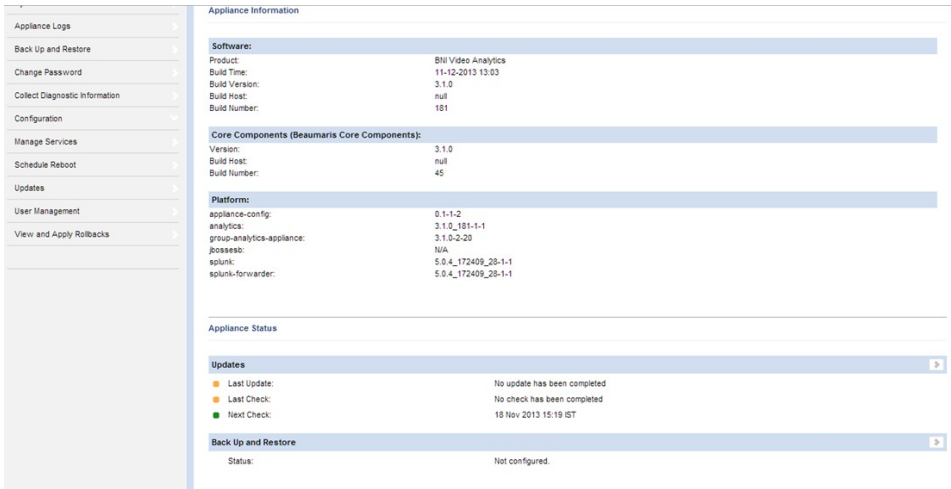 Appliance Logs
Back Up and Restore
Change Password
Collect Diagnostic Information
Configuration
Manage Services
Schedule Reboot
Updates
User Management
View and Apply Rollbacks
Appliance Information
Software:
Product: BNI Video Analytics
Build Time: 11-12-2013 13:03
Build Version: 3.1.0
Build Host: null
Build Number: 181
Core Components (Beaumaris Core Components):
Version: 3.1.0
Build Host: null
Build Number: 45
Platform:
appliance-config: 0.1-1-2
analytics: 3.1.0_181-1-1
group-analytics-appliance: 3.1.0-2-20
jbossesb: N/A
splunk: 5.0.4_172409_28-1-1
splunk-forwarder: 5.0.4_172409_28-1-1
Appliance Status
Updates
Last Update: No update has been completed
Last Check: No check has been completed
Next Check: 18 Nov 2013 15:19 IST
Back Up and Restore
Status: Not configured.